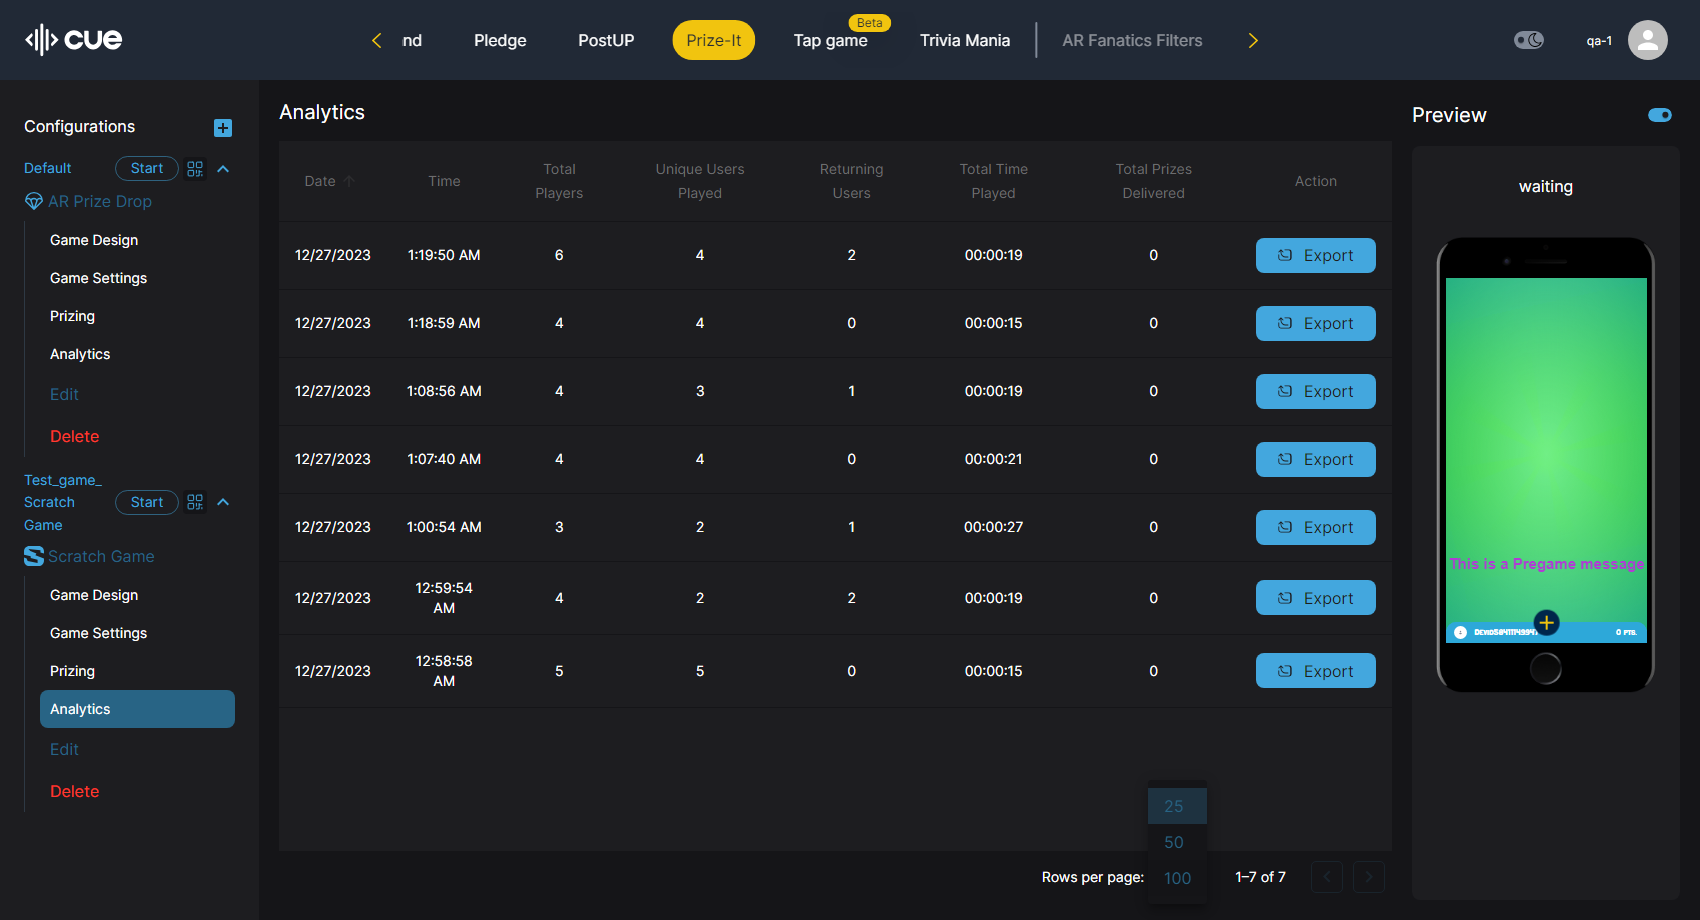 cue
nd
Pledge
PostUP
Prize-It
Beta
Tap game
Trivia Mania
AR Fanatics Filters
qa-1
Configurations
Default
Start
AR Prize Drop
Game Design
Game Settings
Prizing
Analytics
Edit
Delete
Test_game_
Scratch
Game
Start
Scratch Game
Game Design
Game Settings
Prizing
Analytics
Edit
Delete
Analytics
Date Time Total Players Unique Users Played Returning Users Total Time Played Total Prizes Delivered Action
12/27/2023 1:19:50 AM 6 4 2 00:00:19 0 Export
12/27/2023 1:18:59 AM 4 4 0 00:00:15 0 Export
12/27/2023 1:08:56 AM 4 3 1 00:00:19 0 Export
12/27/2023 1:07:40 AM 4 4 0 00:00:21 0 Export
12/27/2023 1:00:54 AM 3 2 1 00:00:27 0 Export
12/27/2023 12:59:54 AM 4 2 2 00:00:19 0 Export
12/27/2023 12:58:58 AM 5 5 0 00:00:15 0 Export
25
50
100
Rows per page:
1–7 of 7
Preview
waiting
This is a Pregame message
0 PTS.